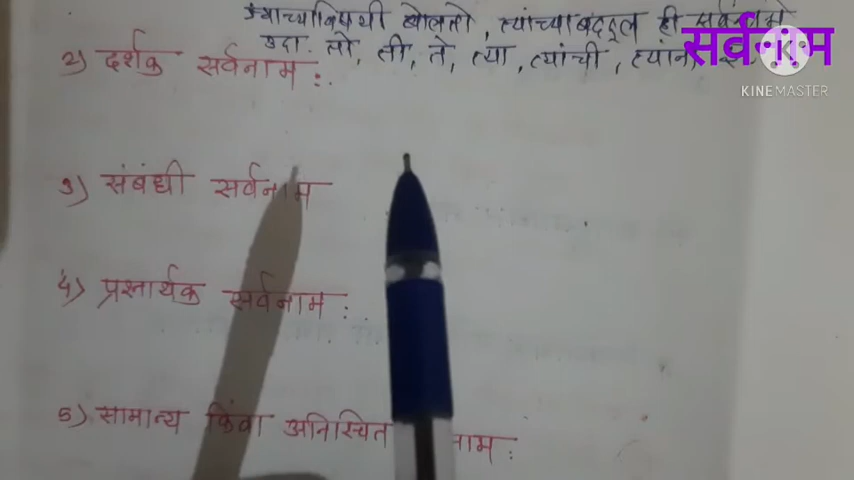 ज्याच्याविषयी बोलतो, त्यांच्याबद्दल ही सर्वनामे
उदा. तो, ती, ते, त्या, त्यांची,
सर्वनाम
KINEMASTER
२) दर्शक सर्वनाम :
३) संबंधी सर्वनाम
४) प्रश्नार्थक सर्वनाम :
५) सामान्य किंवा अनिश्चित नाम :